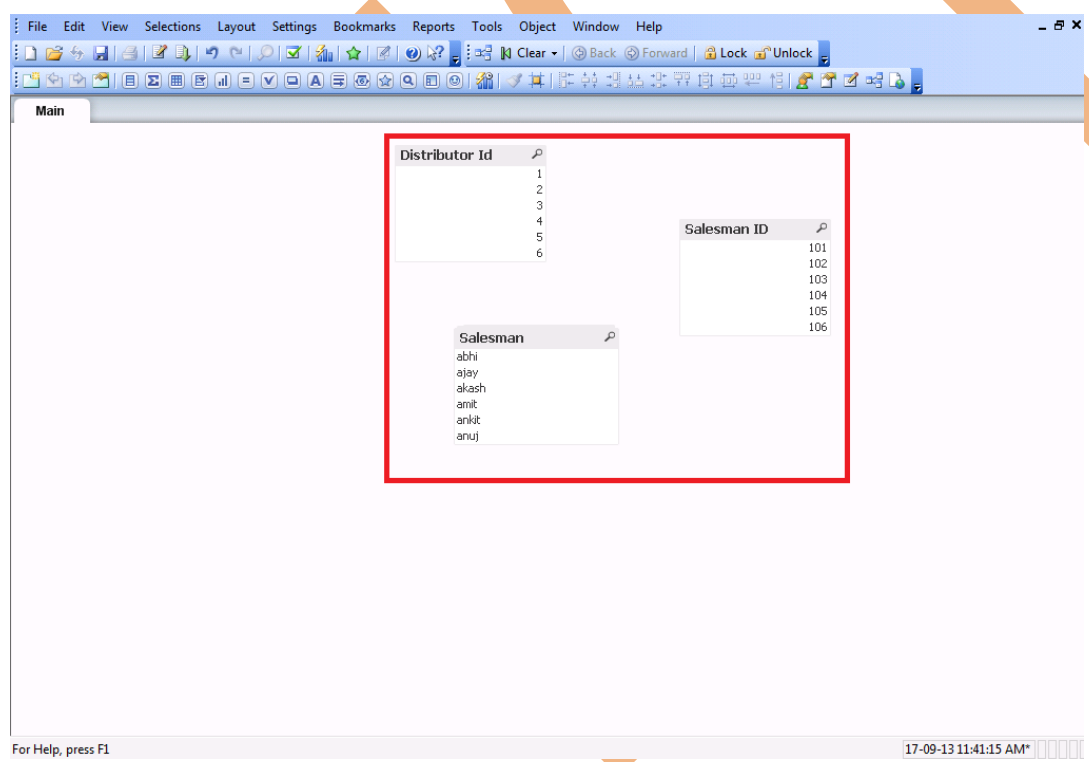 File Edit View Selections Layout Settings Bookmarks Reports Tools Object Window Help
Clear Back Forward Lock Unlock
Main
Distributor Id
1
2
3
4
5
6
Salesman ID
101
102
103
104
105
106
Salesman
abhi
ajay
akash
amit
ankit
anuj
For Help, press F1 17-09-13 11:41:15 AM*